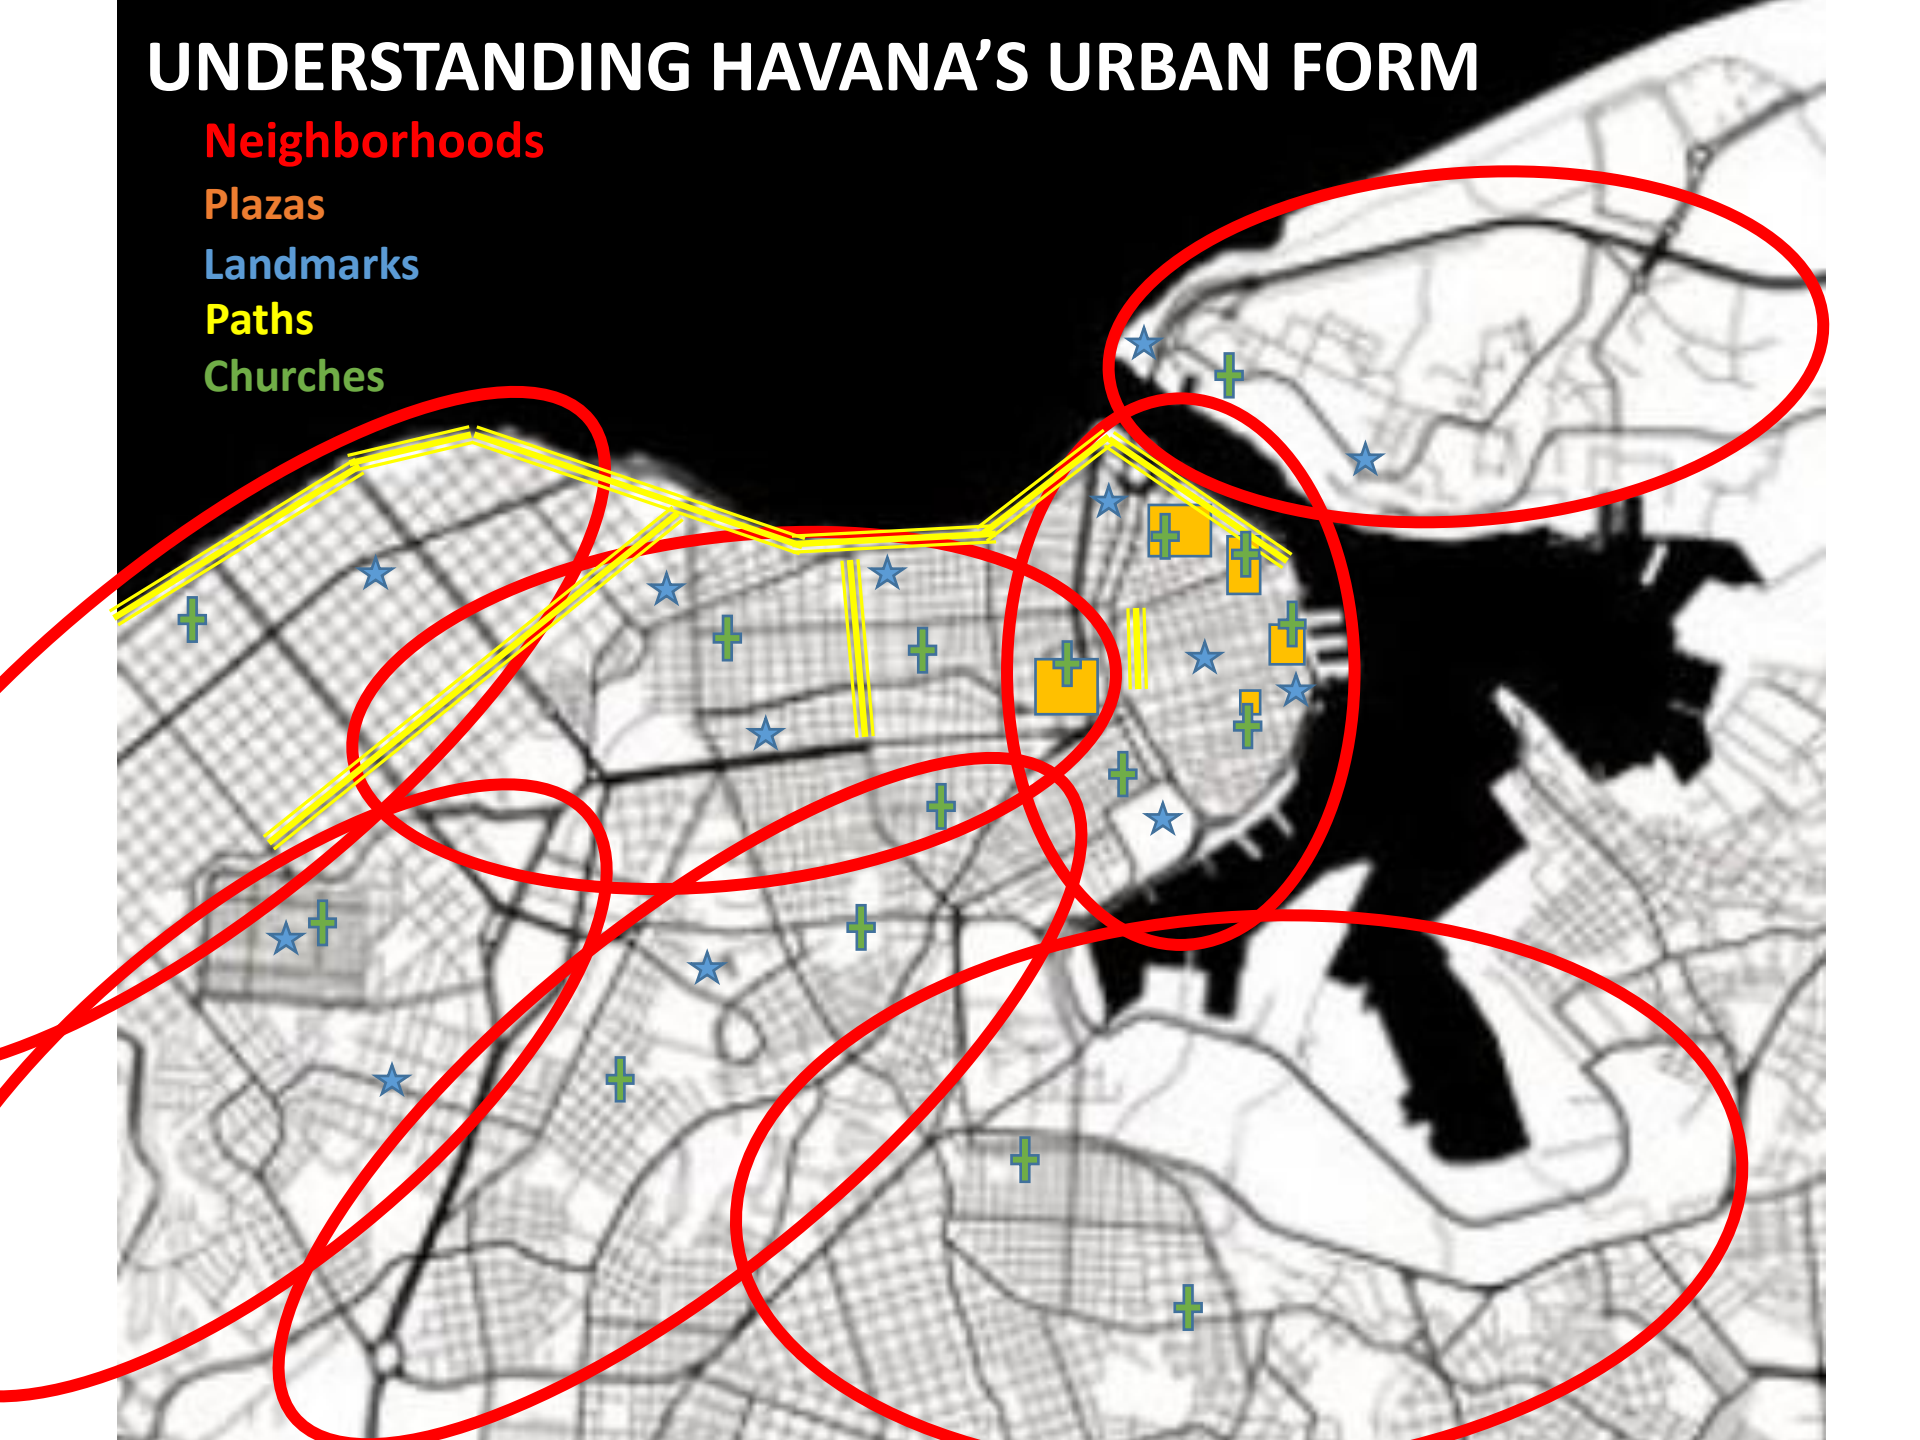 UNDERSTANDING HAVANA’S URBAN FORM
Neighborhoods
Plazas
Landmarks
Paths
Churches